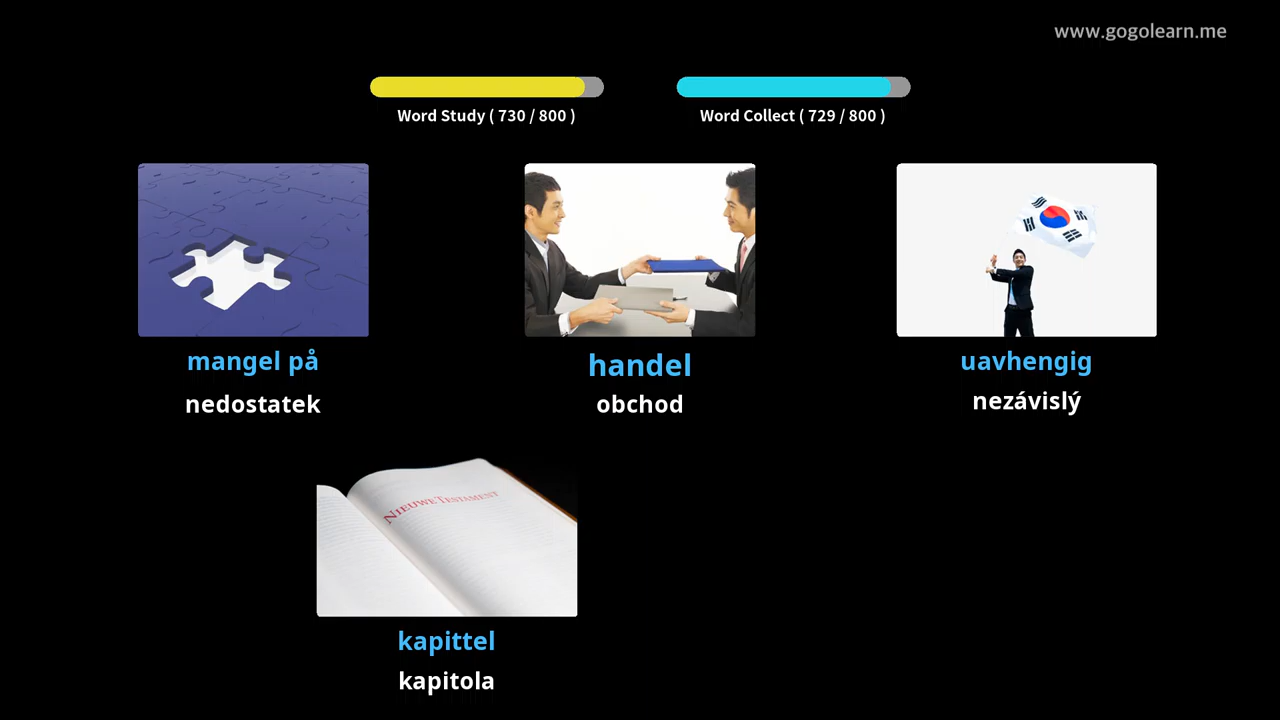 www.gogolearn.me
Word Study ( 730 / 800 )
Word Collect ( 729 / 800 )
mangel på
nedostatek
handel
obchod
uavhengig
nezávislý
NIEUWE TESTAMENT
kapittel
kapitola